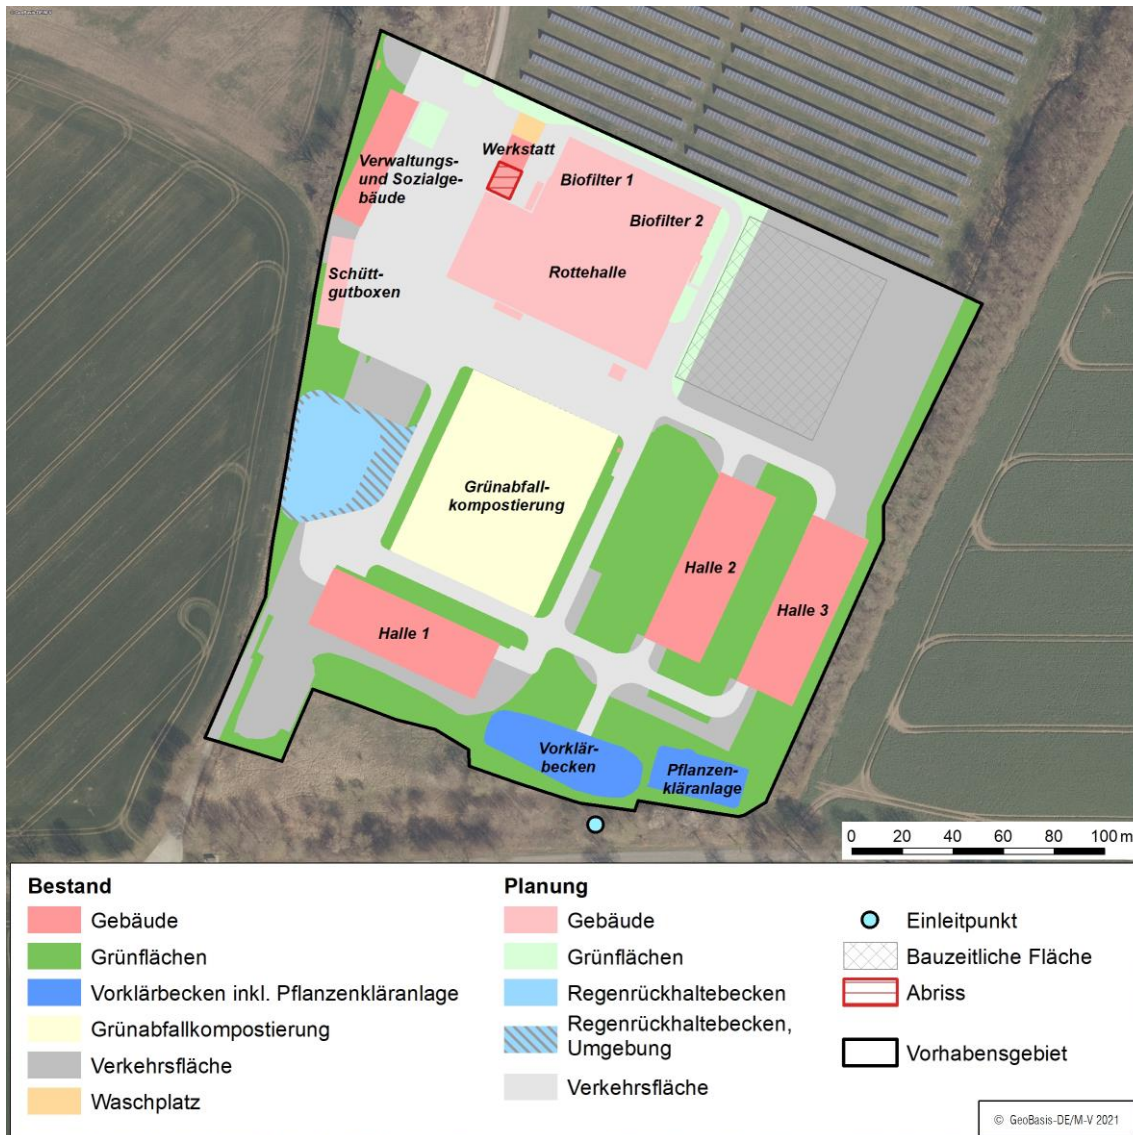 © GeoBasis-DE/M-V
Werkstatt
Verwaltungs-
und Sozialge-
bäude
Biofilter 1
Biofilter 2
Rottehalle
Schütt-
gutboxen
Grünabfall-
kompostierung
Halle 2
Halle 3
Halle 1
Vorklär-
becken
Pflanzen-
kläranlage
0 20 40 60 80 100 m
Bestand
Gebäude
Grünflächen
Vorklärbecken inkl. Pflanzenkläranlage
Grünabfallkompostierung
Verkehrsfläche
Waschplatz
Planung
Gebäude
Grünflächen
Regenrückhaltebecken
Regenrückhaltebecken,
Umgebung
Verkehrsfläche
Einleitpunkt
Bauzeitliche Fläche
Abriss
Vorhabensgebiet
© GeoBasis-DE/M-V 2021